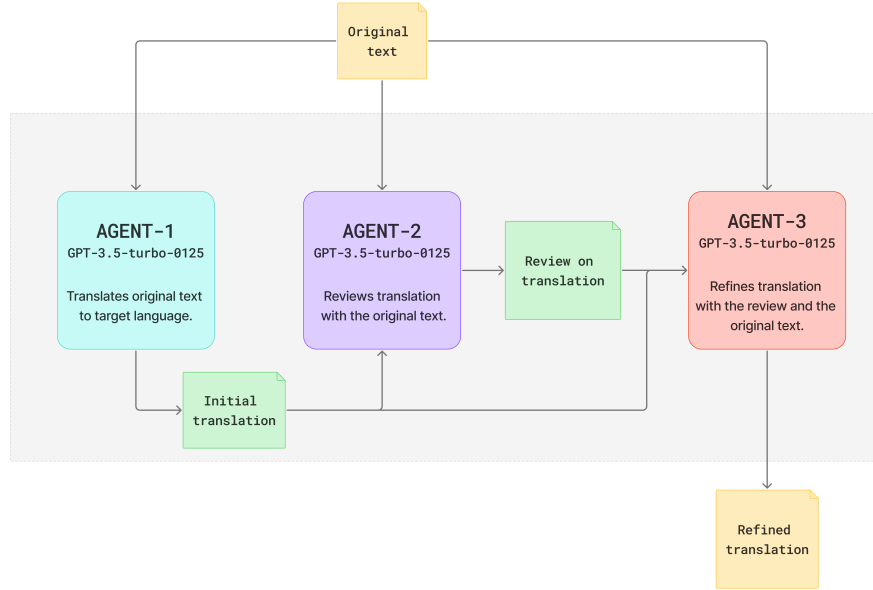 Original
text
AGENT-1
GPT-3.5-turbo-0125
Translates original text
to target language.
AGENT-2
GPT-3.5-turbo-0125
Reviews translation
with the original text.
Review on
translation
AGENT-3
GPT-3.5-turbo-0125
Refines translation
with the review and the
original text.
Initial
translation
Refined
translation